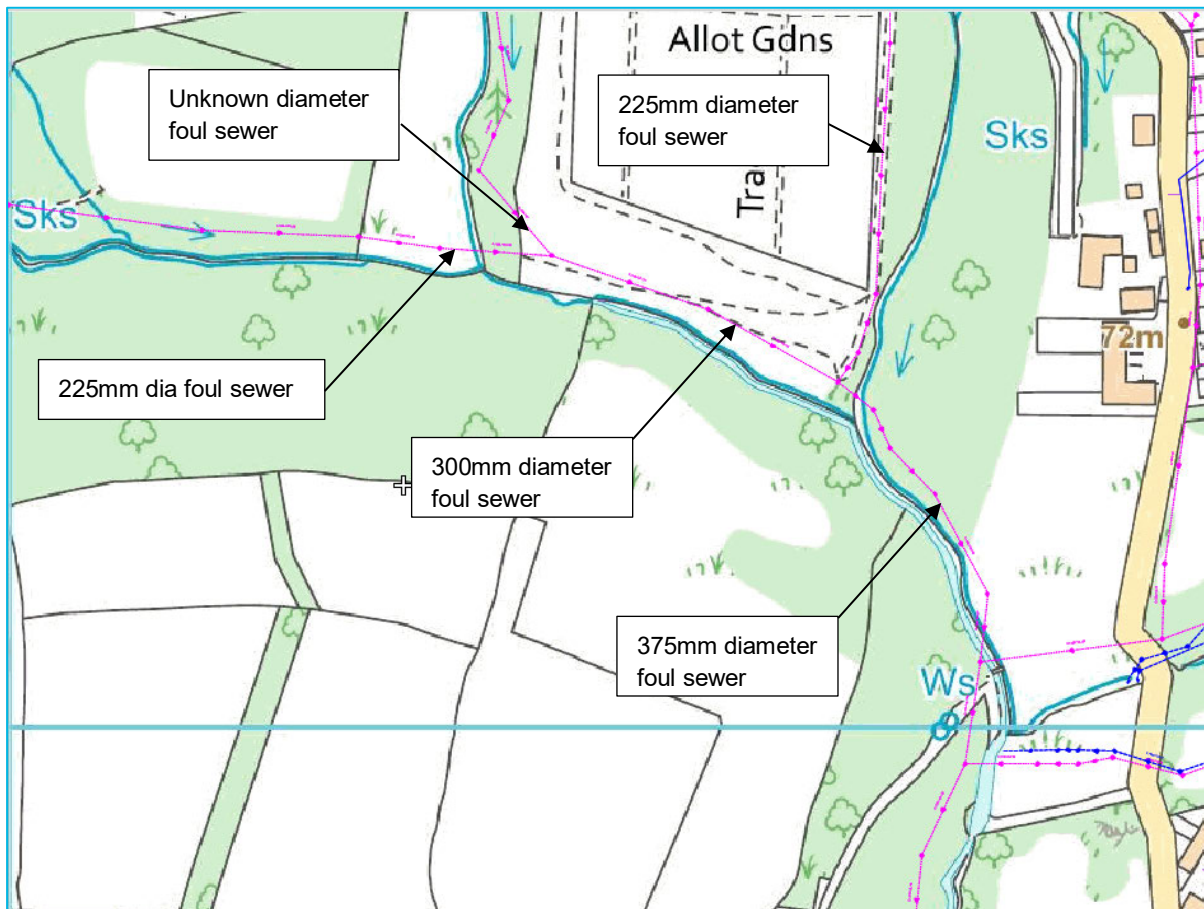 Allot Gdns
Unknown diameter
foul sewer
225mm diameter
foul sewer
Sks
Tra
Sks
72m
225mm dia foul sewer
300mm diameter
foul sewer
375mm diameter
foul sewer
Ws